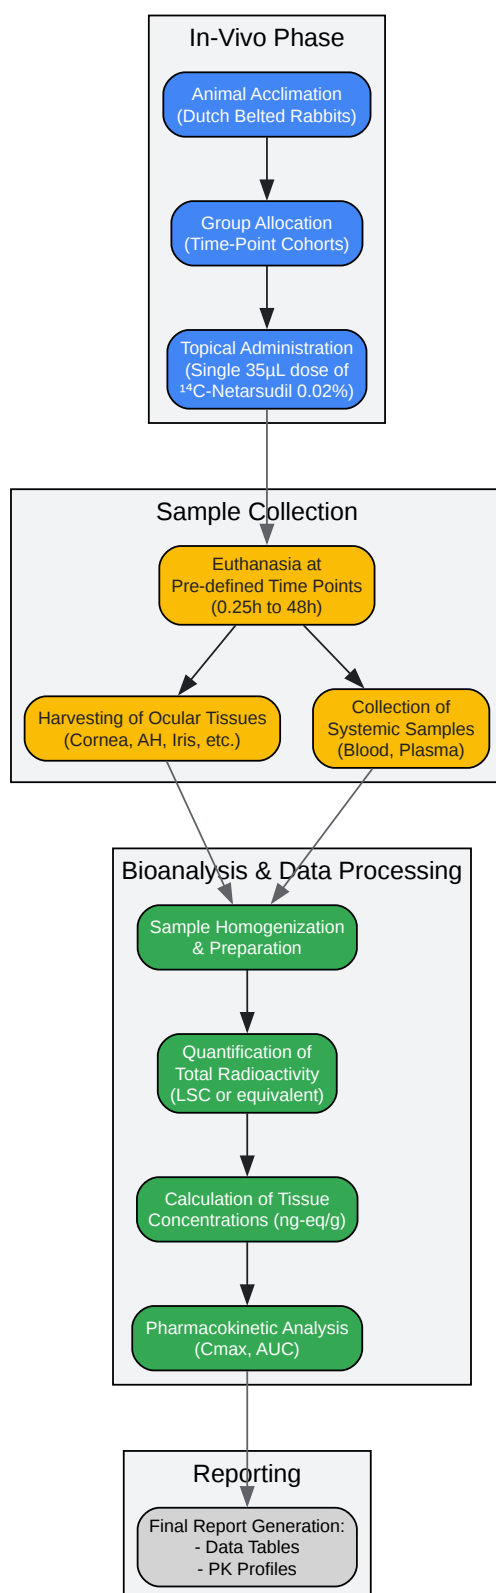 In-Vivo Phase
Animal Acclimation
(Dutch Belted Rabbits)
Group Allocation
(Time-Point Cohorts)
Topical Administration
(Single 35µL dose of
¹⁴C-Netarsudil 0.02%)
Sample Collection
Euthanasia at
Pre-defined Time Points
(0.25h to 48h)
Harvesting of Ocular Tissues
(Cornea, AH, Iris, etc.)
Collection of
Systemic Samples
(Blood, Plasma)
Bioanalysis & Data Processing
Sample Homogenization
& Preparation
Quantification of
Total Radioactivity
(LSC or equivalent)
Calculation of Tissue
Concentrations (ng-eq/g)
Pharmacokinetic Analysis
(Cmax, AUC)
Reporting
Final Report Generation:
- Data Tables
- PK Profiles